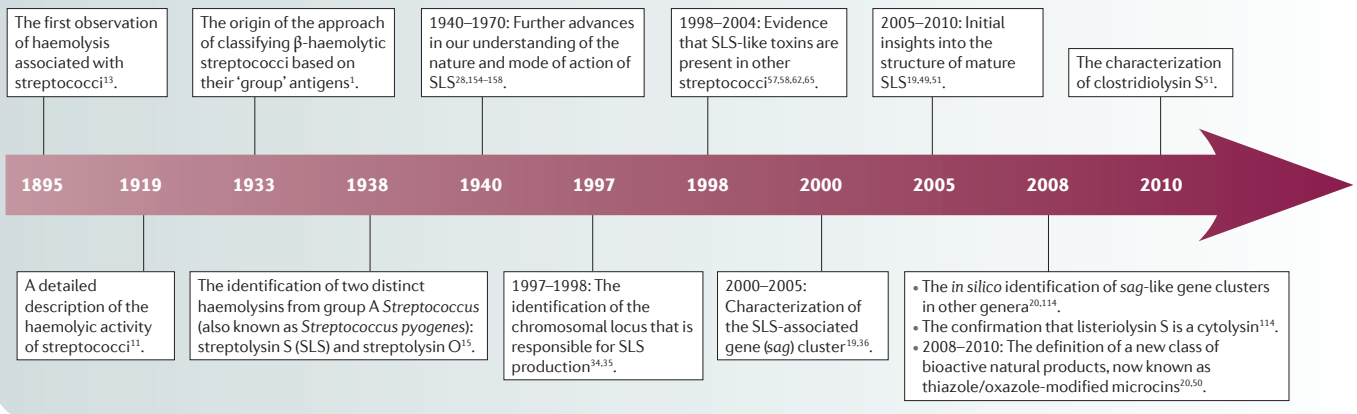 The first observation
of haemolysis
associated with
streptococci¹³.
The origin of the approach
of classifying β-haemolytic
streptococci based on
their ‘group’ antigens¹.
1940–1970: Further advances
in our understanding of the
nature and mode of action of
SLS²⁸,¹⁵⁴–¹⁵⁸.
1998–2004: Evidence
that SLS-like toxins are
present in other
streptococci⁵⁷,⁵⁸,⁶²,⁶⁵.
2005–2010: Initial
insights into the
structure of mature
SLS¹⁹,⁴⁹,⁵¹.
The characterization
of clostridiolysin S⁵¹.
1895 1919 1933 1938 1940 1997 1998 2000 2005 2008 2010
A detailed
description of the
haemolyic activity
of streptococci¹¹.
The identification of two distinct
haemolysins from group A Streptococcus
(also known as Streptococcus pyogenes):
streptolysin S (SLS) and streptolysin O¹⁵.
1997–1998: The
identification of the
chromosomal locus that is
responsible for SLS
production³⁴,³⁵.
2000–2005:
Characterization of
the SLS-associated
gene (sag) cluster¹⁹,³⁶.
• The in silico identification of sag-like gene clusters
in other genera²⁰,¹¹⁴.
• The confirmation that listeriolysin S is a cytolysin¹¹⁴.
• 2008–2010: The definition of a new class of
bioactive natural products, now known as
thiazole/oxazole-modified microcins²⁰,⁵⁰.